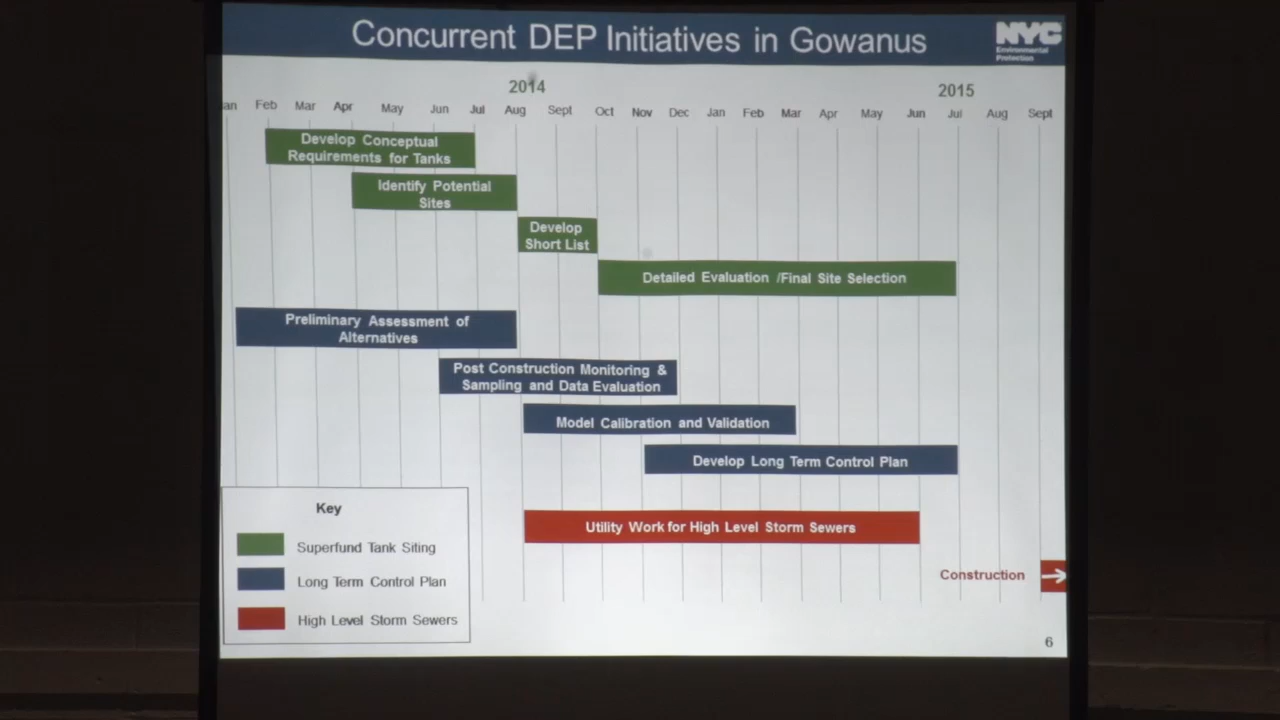 Concurrent DEP Initiatives in Gowanus
NYC
Environmental
Protection
2014
2015
an Feb Mar Apr May Jun Jul Aug Sept Oct Nov Dec Jan Feb Mar Apr May Jun Jul Aug Sept
Develop Conceptual
Requirements for Tanks
Identify Potential
Sites
Develop
Short List
Detailed Evaluation /Final Site Selection
Preliminary Assessment of
Alternatives
Post Construction Monitoring &
Sampling and Data Evaluation
Model Calibration and Validation
Develop Long Term Control Plan
Utility Work for High Level Storm Sewers
Construction
Key
Superfund Tank Siting
Long Term Control Plan
High Level Storm Sewers
6